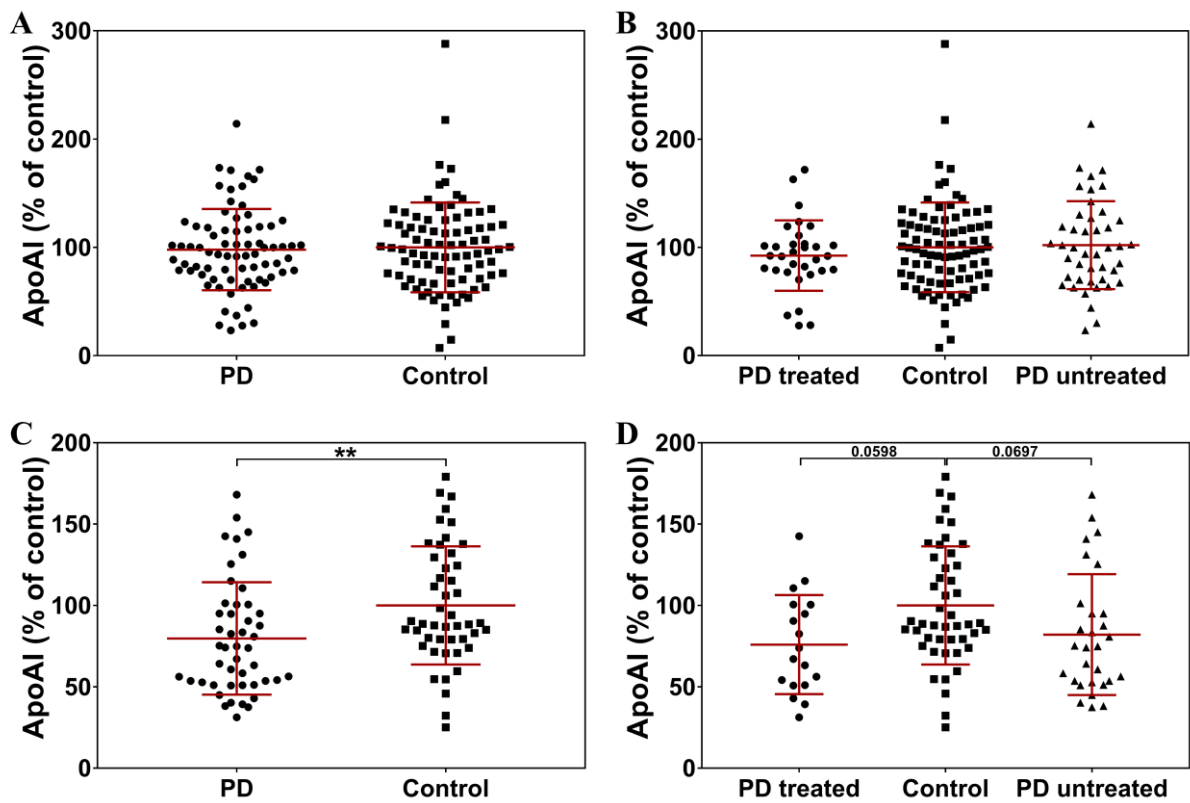 A
ApoAI (% of control)
300
200
100
0
PD
Control
B
ApoAI (% of control)
300
200
100
0
PD treated
Control
PD untreated
C
ApoAI (% of control)
200
150
100
50
0
**
PD
Control
D
ApoAI (% of control)
200
150
100
50
0
0.0598
0.0697
PD treated
Control
PD untreated